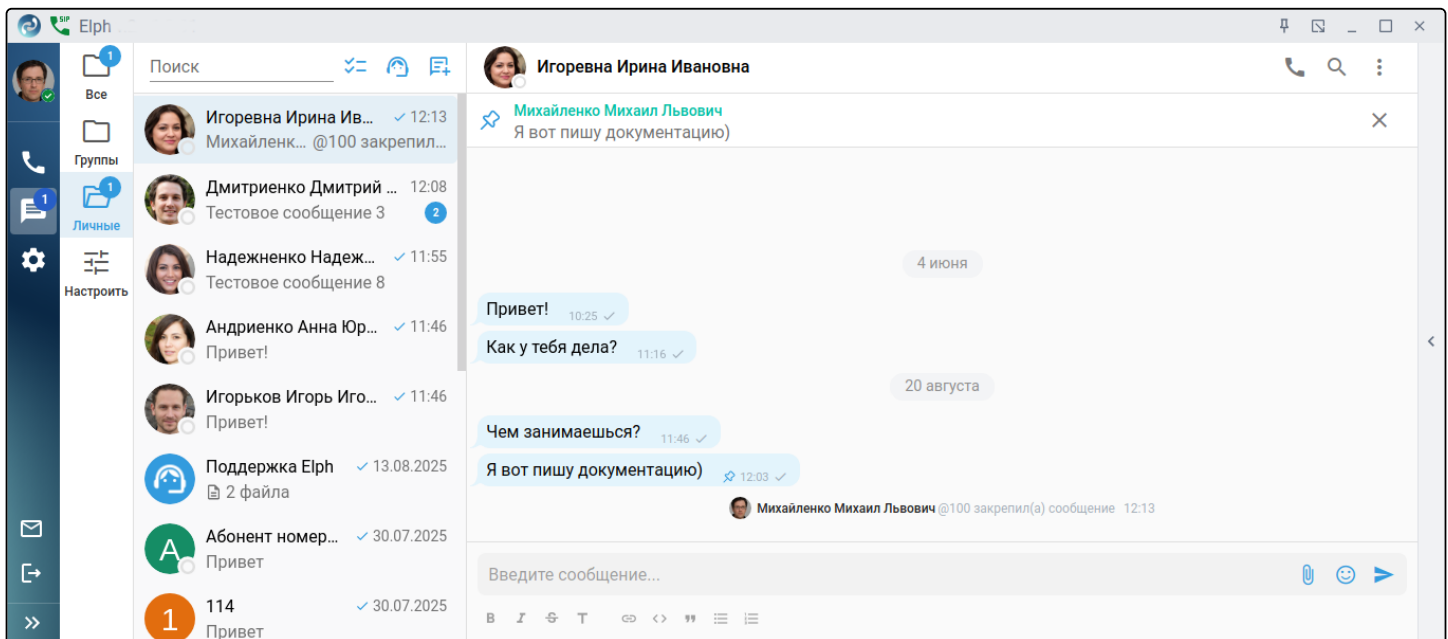 SIP
Elph
1
Все
Группы
1
Личные
Настроить
1
Поиск
Игоревна Ирина Ив... 12:13
Михайленк... @100 закрепил...
Дмитриенко Дмитрий ... 12:08
Тестовое сообщение 3 2
Надежненко Надеж... 11:55
Тестовое сообщение 8
Андриенко Анна Юр... 11:46
Привет!
Игорьков Игорь Иго... 11:46
Привет!
Поддержка Elph 13.08.2025
2 файла
А
Абонент номер... 30.07.2025
Привет
1
114 30.07.2025
Привет
Игоревна Ирина Ивановна
Михайленко Михаил Львович
Я вот пишу документацию)
4 июня
Привет! 10:25
Как у тебя дела? 11:16
20 августа
Чем занимаешься? 11:46
Я вот пишу документацию) 12:03
Михайленко Михаил Львович @100 закрепил(а) сообщение 12:13
Введите сообщение...
B I S T